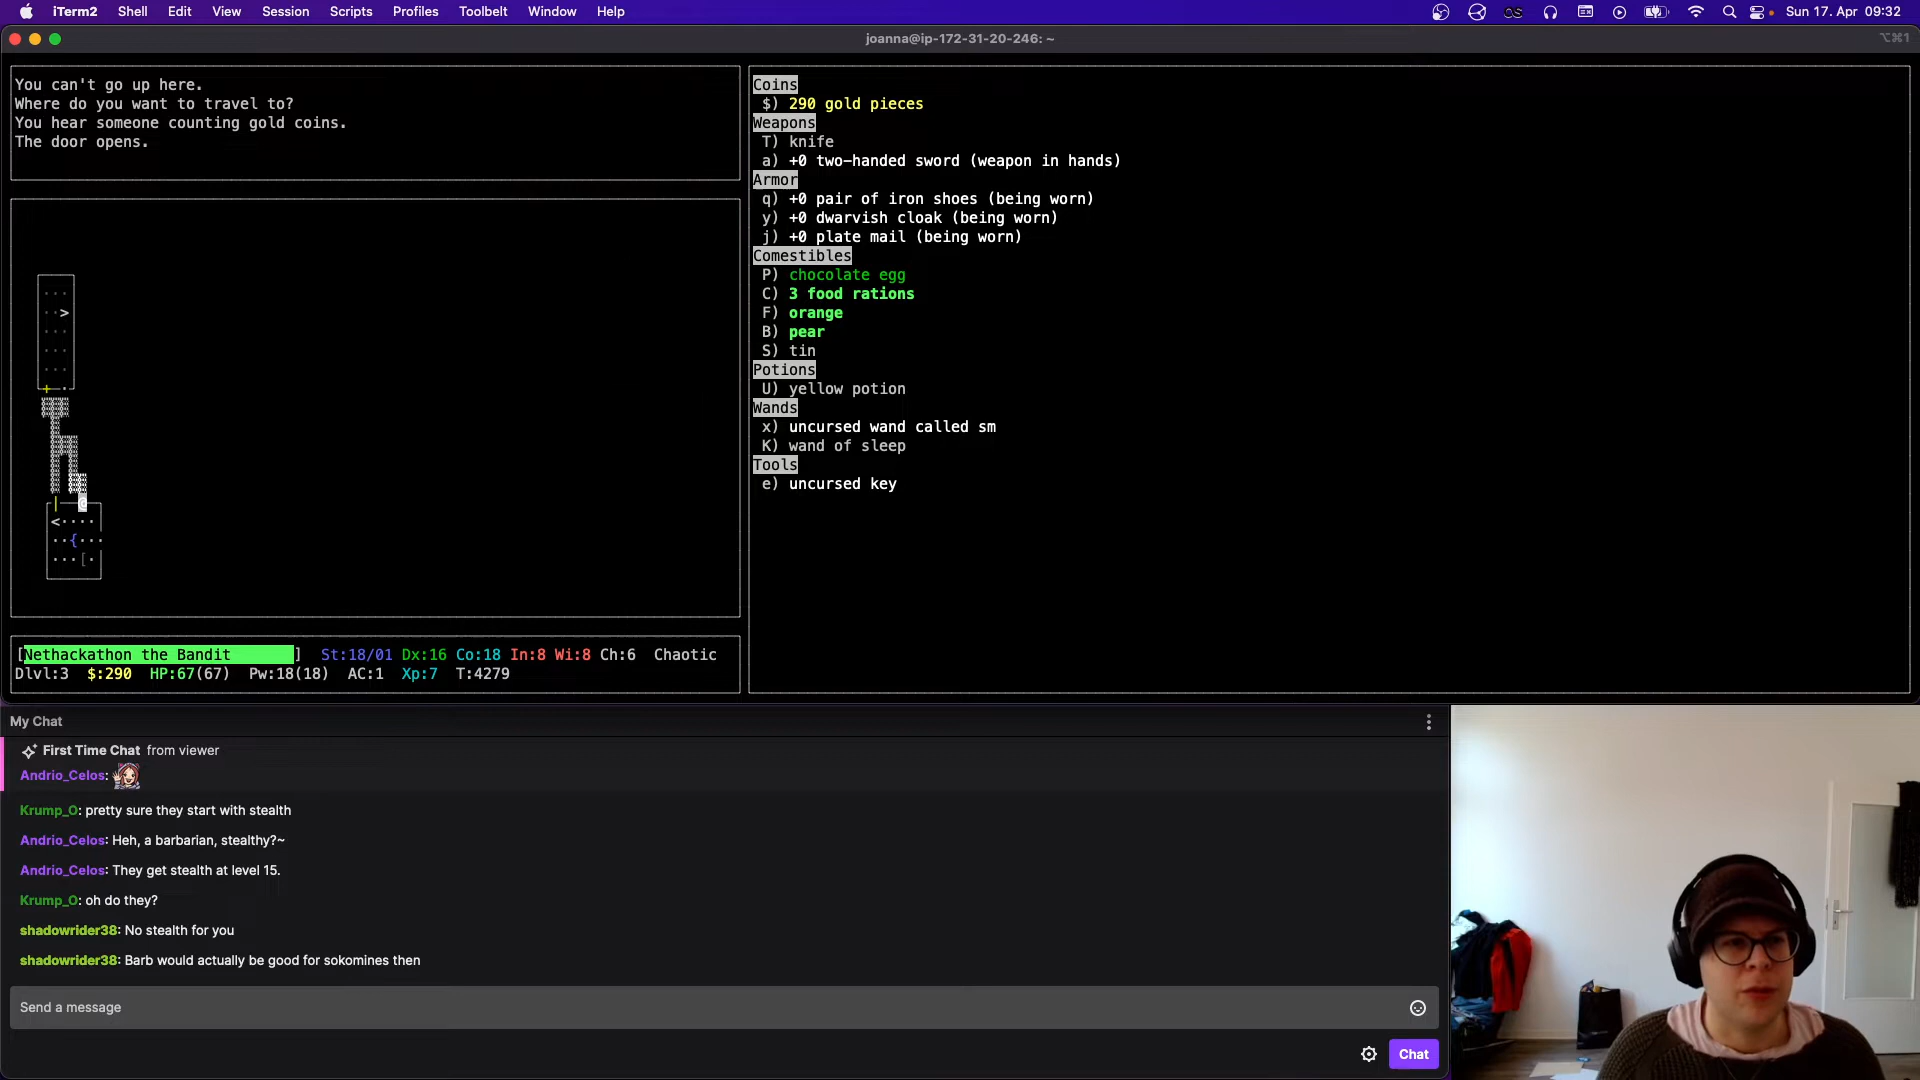 iTerm2 Shell Edit View Session Scripts Profiles Toolbelt Window Help
Sun 17. Apr 09:32
joanna@ip-172-31-20-246: ~
⌥⌘1
You can't go up here.
Where do you want to travel to?
You hear someone counting gold coins.
The door opens.
Coins
$) 290 gold pieces
Weapons
T) knife
a) +0 two-handed sword (weapon in hands)
Armor
q) +0 pair of iron shoes (being worn)
y) +0 dwarvish cloak (being worn)
j) +0 plate mail (being worn)
Comestibles
P) chocolate egg
C) 3 food rations
F) orange
B) pear
S) tin
Potions
U) yellow potion
Wands
x) uncursed wand called sm
K) wand of sleep
Tools
e) uncursed key
[Nethackathon the Bandit ] St:18/01 Dx:16 Co:18 In:8 Wi:8 Ch:6 Chaotic
Dlvl:3 $:290 HP:67(67) Pw:18(18) AC:1 Xp:7 T:4279
My Chat
First Time Chat from viewer
Andrio_Celos:
Krump_O: pretty sure they start with stealth
Andrio_Celos: Heh, a barbarian, stealthy?~
Andrio_Celos: They get stealth at level 15.
Krump_O: oh do they?
shadowrider38: No stealth for you
shadowrider38: Barb would actually be good for sokomines then
Send a message
Chat